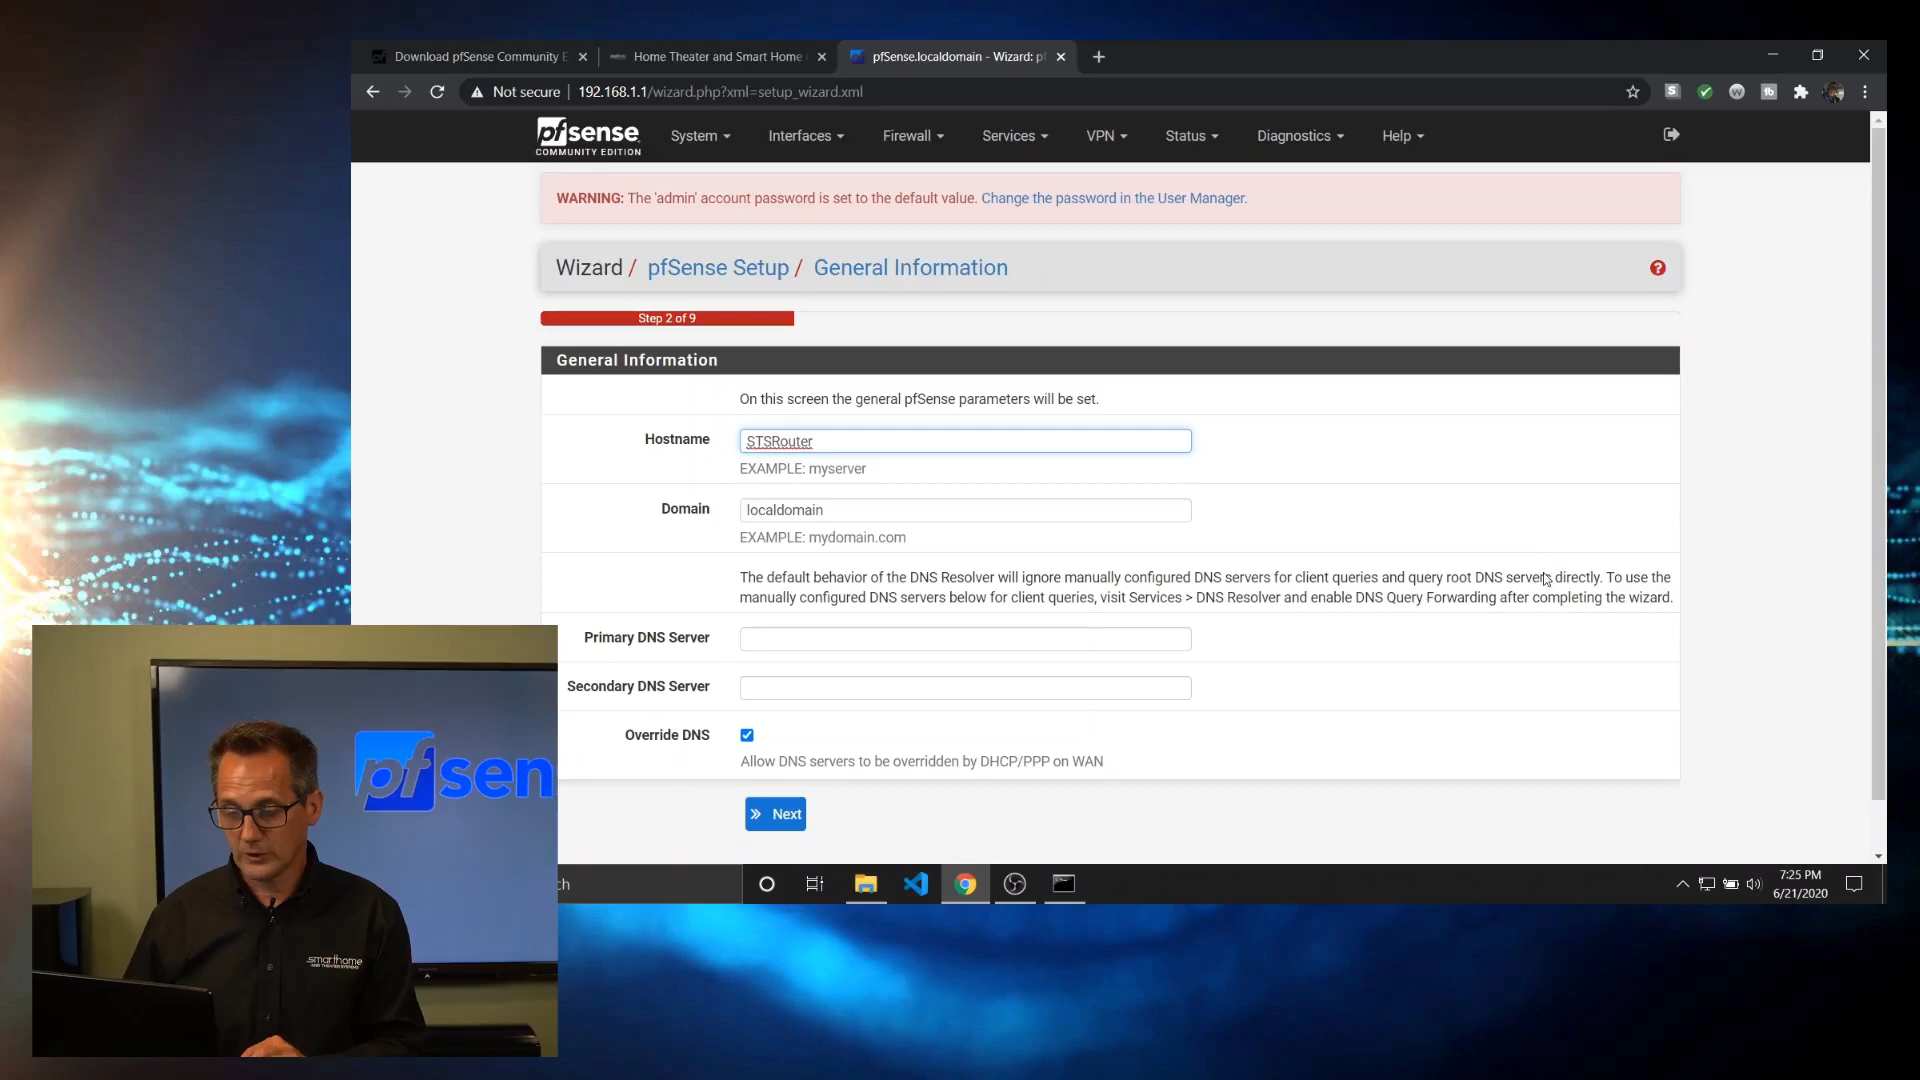 Download pfSense Community E
Home Theater and Smart Home
pfSense.localdomain - Wizard: pf
Not secure
192.168.1.1/wizard.php?xml=setup_wizard.xml
pfsense
COMMUNITY EDITION
System
Interfaces
Firewall
Services
VPN
Status
Diagnostics
Help
WARNING: The 'admin' account password is set to the default value. Change the password in the User Manager.
Wizard / pfSense Setup / General Information
Step 2 of 9
General Information
On this screen the general pfSense parameters will be set.
Hostname
STSRouter
EXAMPLE: myserver
Domain
localdomain
EXAMPLE: mydomain.com
The default behavior of the DNS Resolver will ignore manually configured DNS servers for client queries and query root DNS servers directly. To use the
manually configured DNS servers below for client queries, visit Services > DNS Resolver and enable DNS Query Forwarding after completing the wizard.
Primary DNS Server
Secondary DNS Server
Override DNS
Allow DNS servers to be overridden by DHCP/PPP on WAN
Next
ch
7:25 PM
6/21/2020
pfsen
smarthome
AND THEATER SYSTEMS